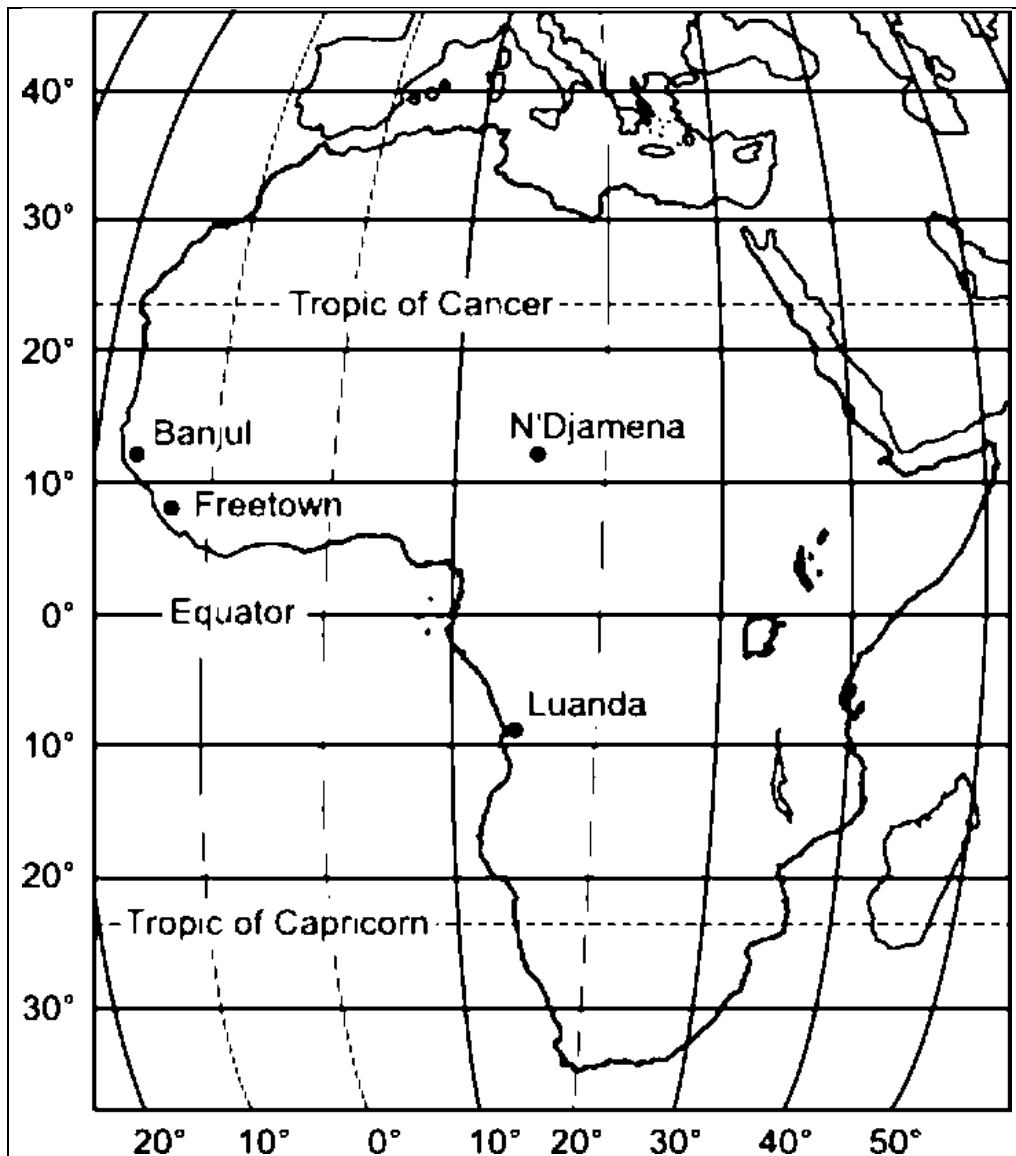 40°
30°
Tropic of Cancer
20°
Banjul
N'Djamena
10°
Freetown
0°
Equator
Luanda
10°
20°
Tropic of Capricorn
30°
20° 10° 0° 10° 20° 30° 40° 50°